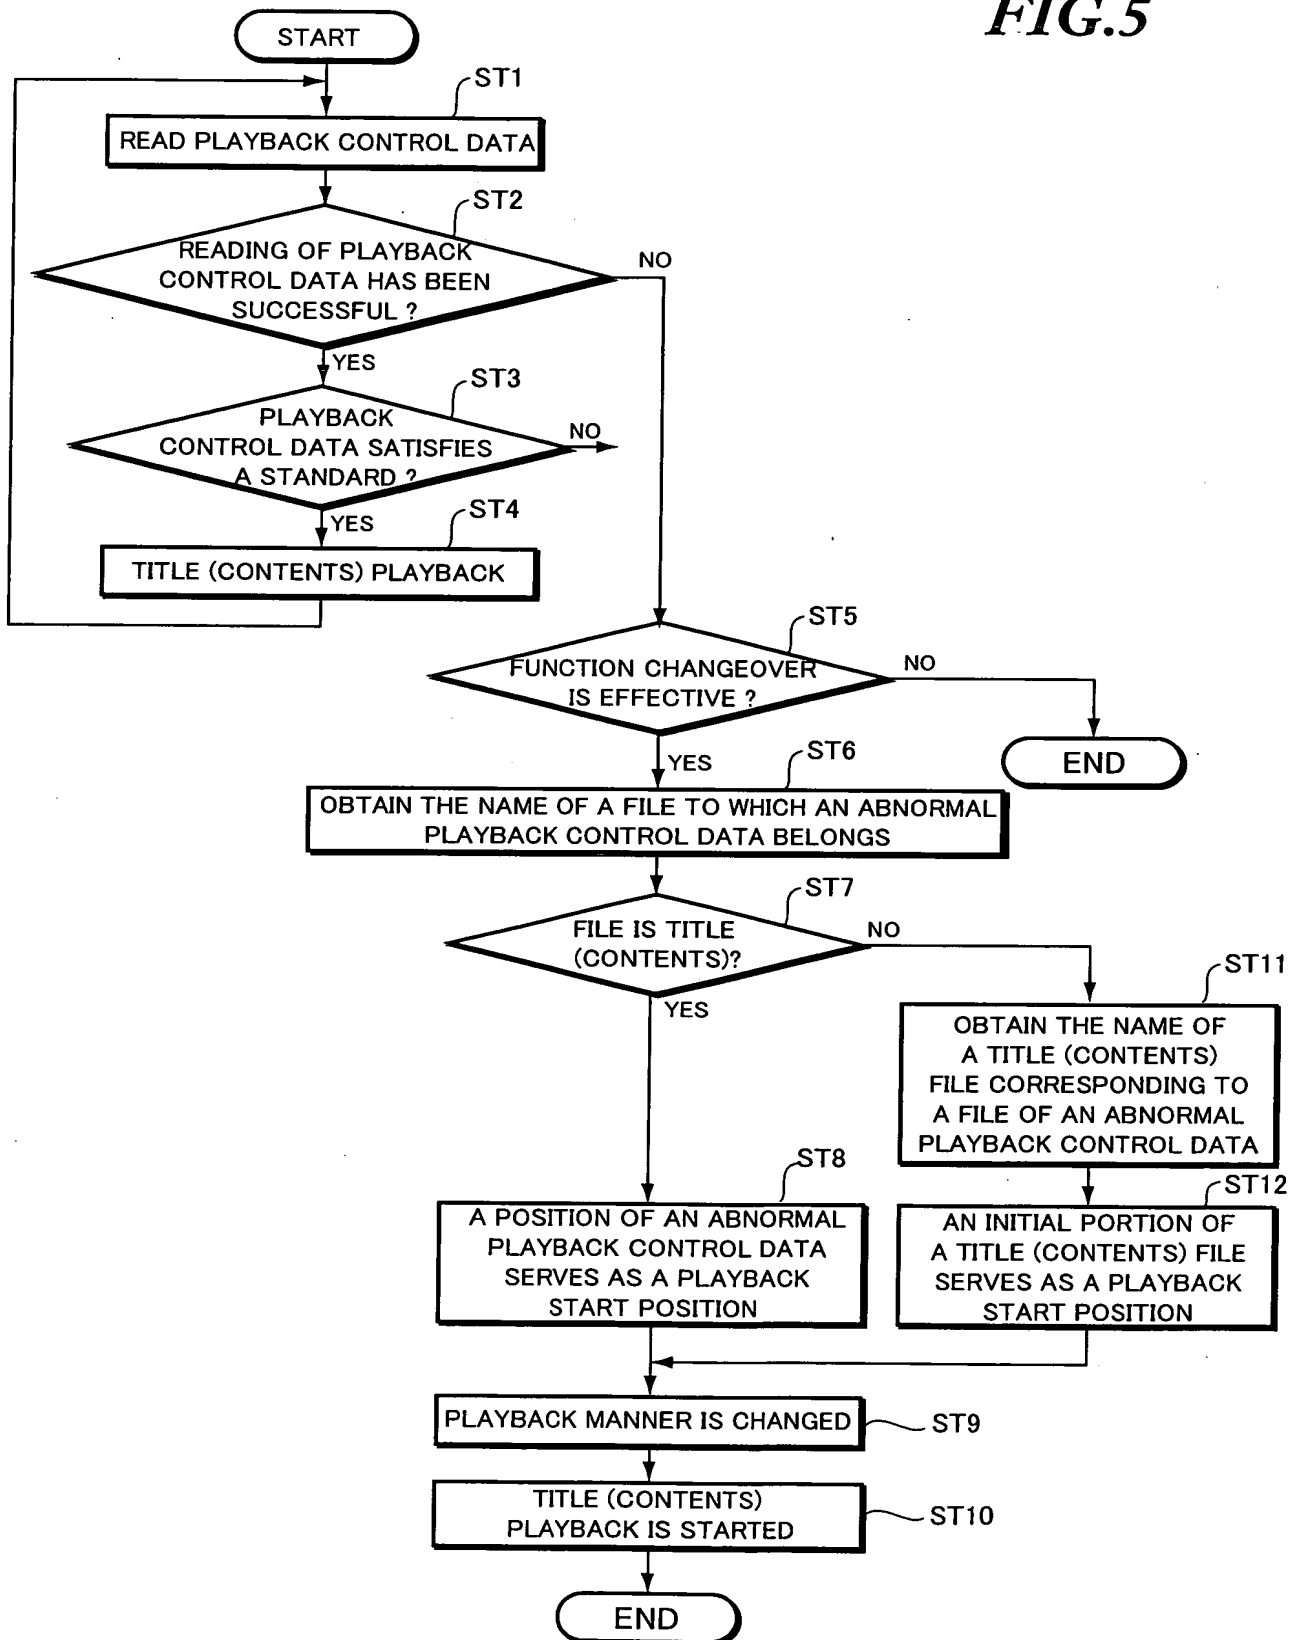 FIG.5
START
ST1
READ PLAYBACK CONTROL DATA
ST2
READING OF PLAYBACK
CONTROL DATA HAS BEEN
SUCCESSFUL ?
NO
YES
ST3
PLAYBACK
CONTROL DATA SATISFIES
A STANDARD ?
NO
YES
ST4
TITLE (CONTENTS) PLAYBACK
ST5
FUNCTION CHANGEOVER
IS EFFECTIVE ?
NO
END
YES
ST6
OBTAIN THE NAME OF A FILE TO WHICH AN ABNORMAL
PLAYBACK CONTROL DATA BELONGS
ST7
FILE IS TITLE
(CONTENTS)?
NO
YES
ST11
OBTAIN THE NAME OF
A TITLE (CONTENTS)
FILE CORRESPONDING TO
A FILE OF AN ABNORMAL
PLAYBACK CONTROL DATA
ST8
A POSITION OF AN ABNORMAL
PLAYBACK CONTROL DATA
SERVES AS A PLAYBACK
START POSITION
ST12
AN INITIAL PORTION OF
A TITLE (CONTENTS) FILE
SERVES AS A PLAYBACK
START POSITION
PLAYBACK MANNER IS CHANGED
ST9
TITLE (CONTENTS)
PLAYBACK IS STARTED
ST10
END